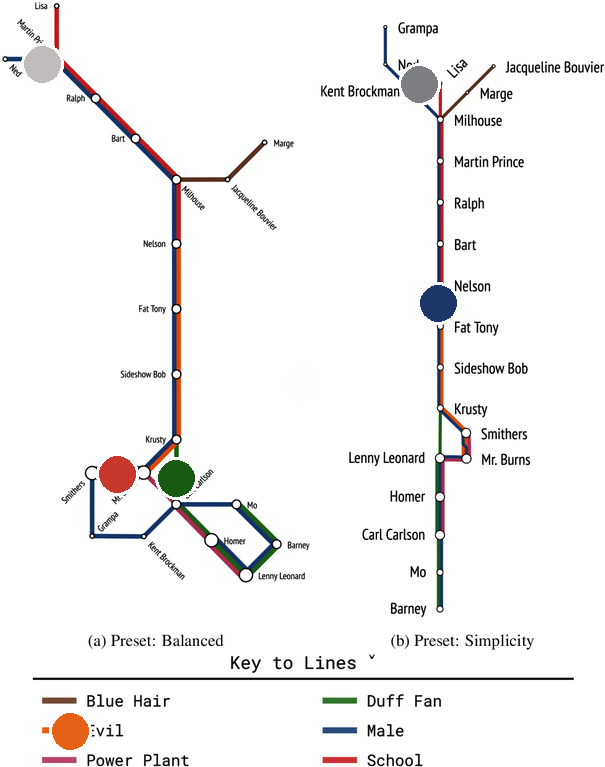 Lisa
Martin
Ned
Ralph
Bart
Milhouse
Jacqueline Bouvier
Marge
Nelson
Fat Tony
Sideshow Bob
Krusty
Smithers
Mr.
Carlson
Grampa
Kent Brockman
Mo
Homer
Barney
Lenny Leonard
(a) Preset: Balanced
Grampa
Kent Brockman
Lisa
Jacqueline Bouvier
Marge
Milhouse
Martin Prince
Ralph
Bart
Nelson
Fat Tony
Sideshow Bob
Krusty
Smithers
Lenny Leonard
Mr. Burns
Homer
Carl Carlson
Mo
Barney
(b) Preset: Simplicity
Key to Lines ˅
Blue Hair
Duff Fan
Evil
Male
Power Plant
School